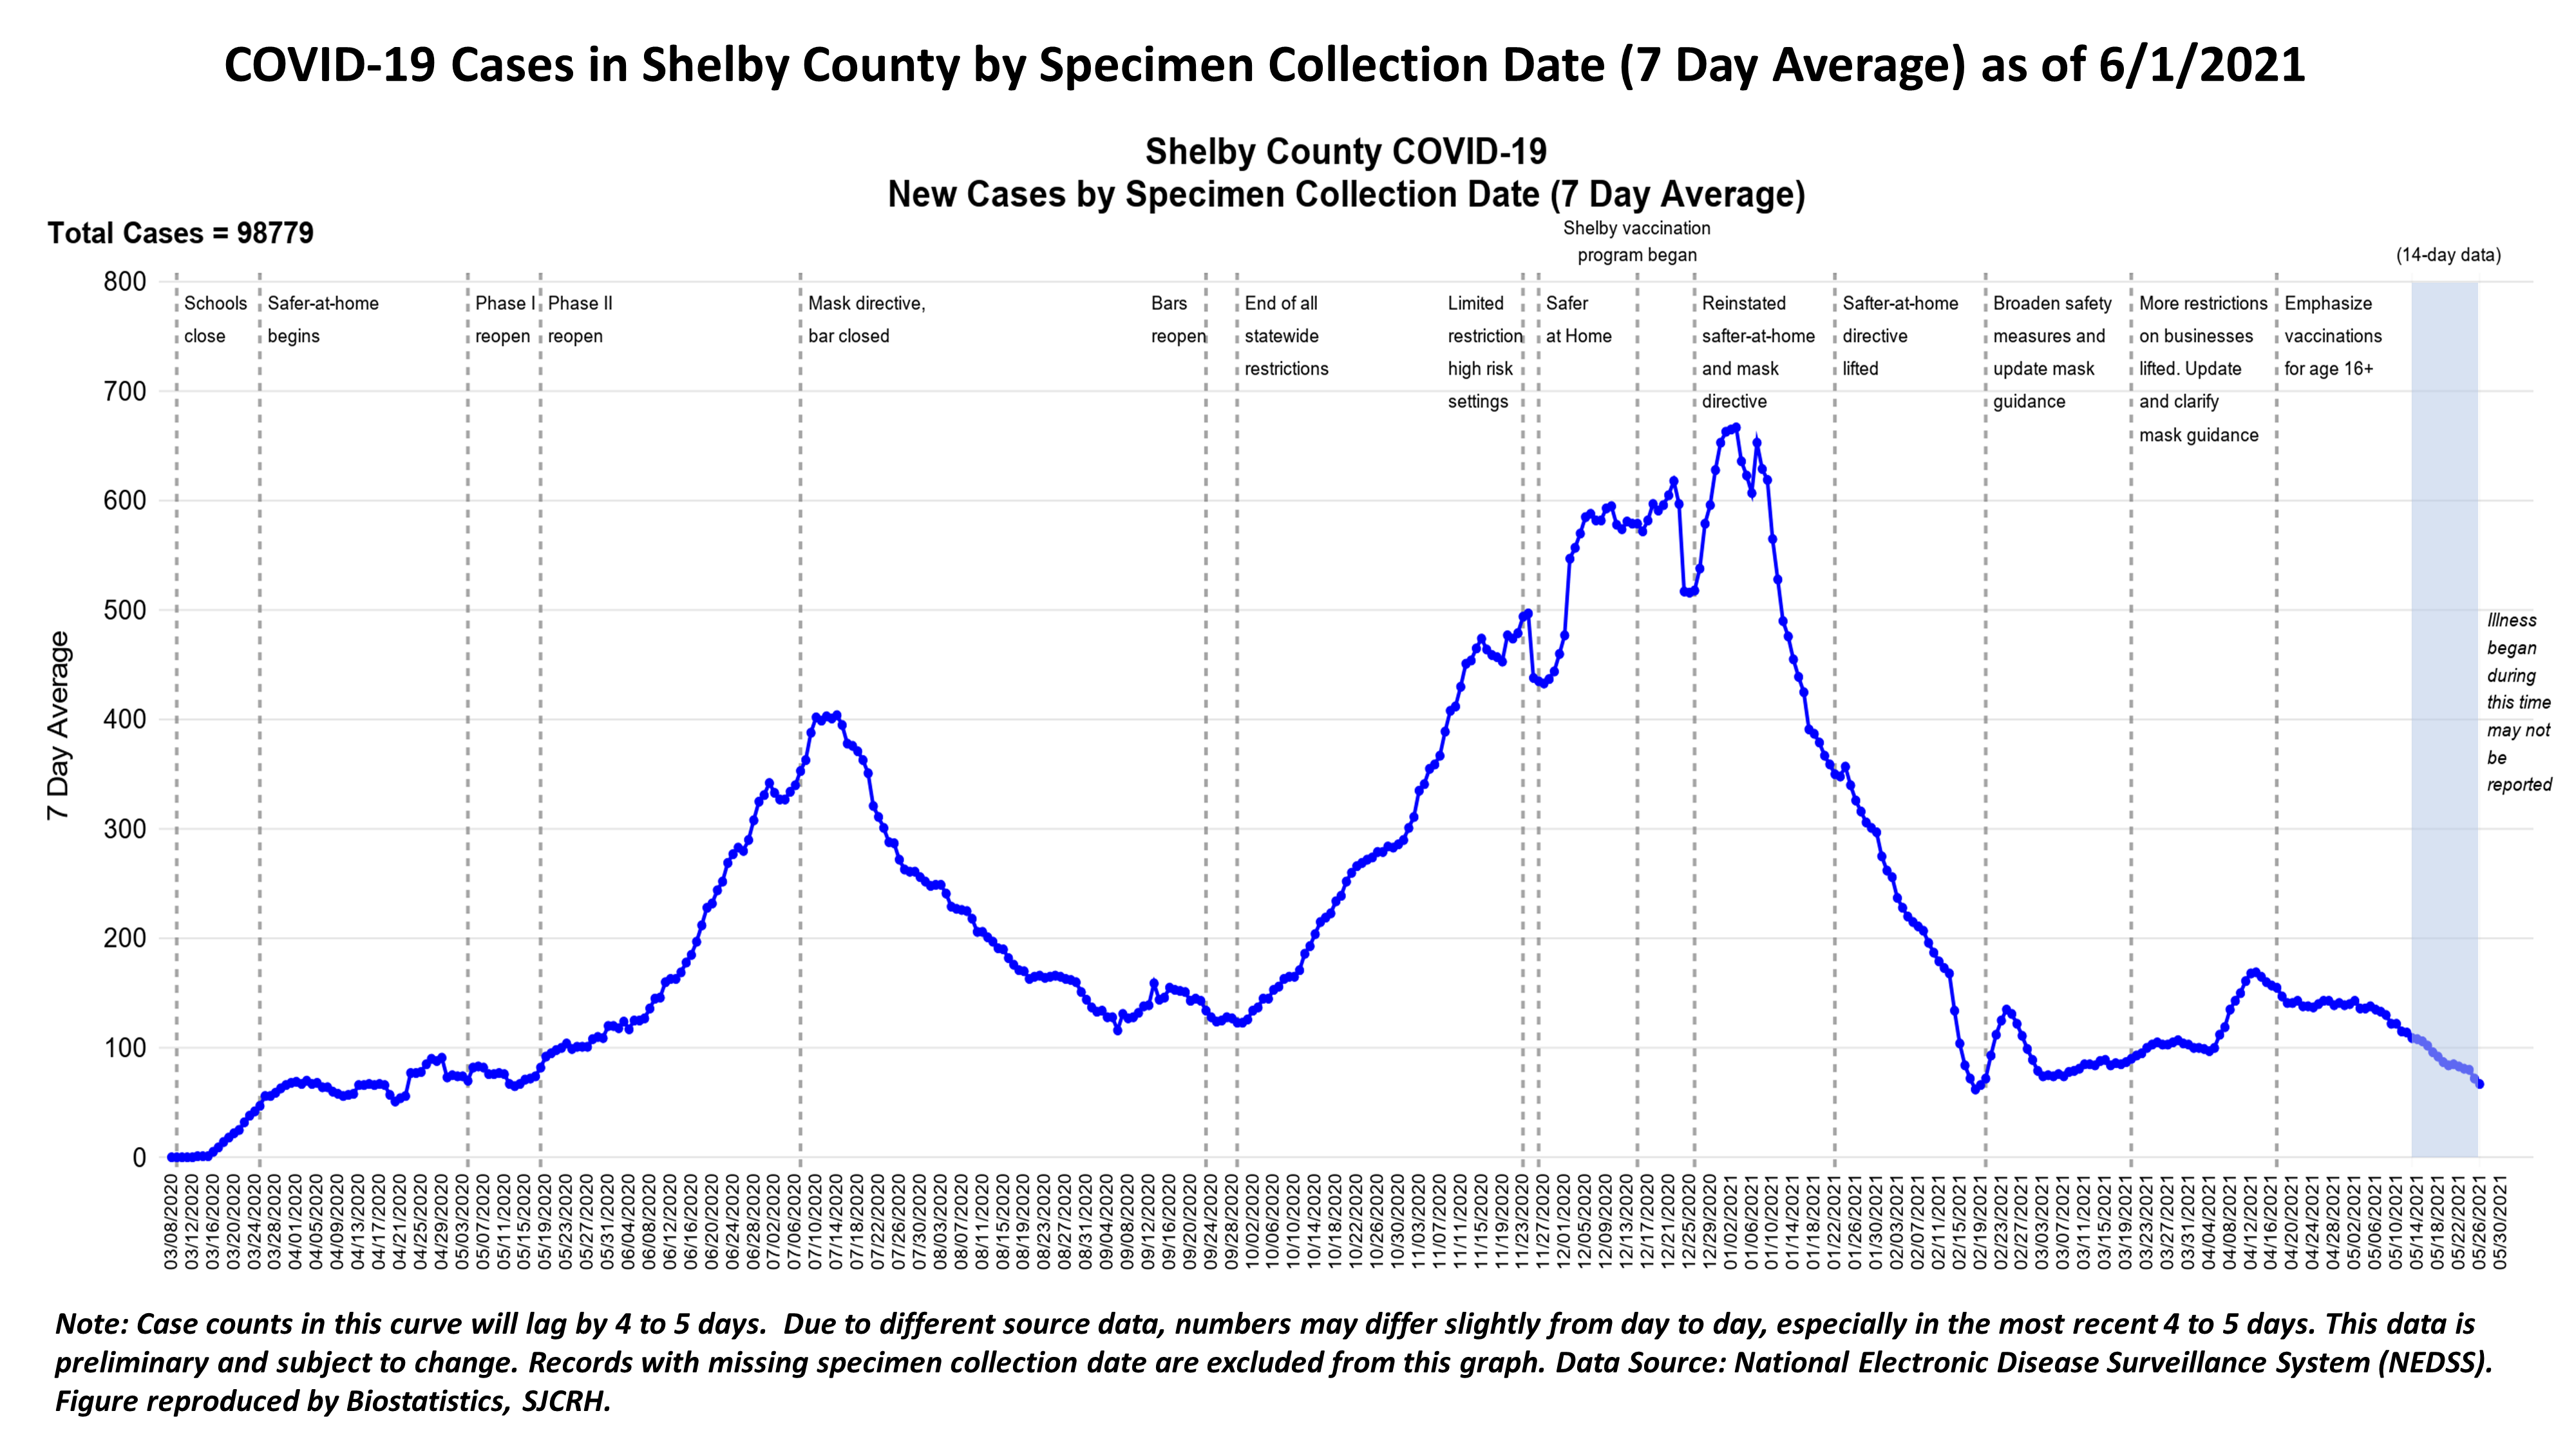 COVID-19 Cases in Shelby County by Specimen Collection Date (7 Day Average) as of 6/1/2021
Shelby County COVID-19
New Cases by Specimen Collection Date (7 Day Average)
Total Cases = 98779
Shelby vaccination
program began
(14-day data)
Schools
close
Safer-at-home
begins
Phase I
reopen
Phase II
reopen
Mask directive,
bar closed
Bars
reopen
End of all
statewide
restrictions
Limited
restriction
high risk
settings
Safer
at Home
Reinstated
safter-at-home
and mask
directive
Safter-at-home
directive
lifted
Broaden safety
measures and
update mask
guidance
More restrictions
on businesses
lifted. Update
and clarify
mask guidance
Emphasize
vaccinations
for age 16+
Illness
began
during
this time
may not
be
reported
7 Day Average
800
700
600
500
400
300
200
100
0
03/08/2020
03/12/2020
03/16/2020
03/20/2020
03/24/2020
03/28/2020
04/01/2020
04/05/2020
04/09/2020
04/13/2020
04/17/2020
04/21/2020
04/25/2020
04/29/2020
05/03/2020
05/07/2020
05/11/2020
05/15/2020
05/19/2020
05/23/2020
05/27/2020
05/31/2020
06/04/2020
06/08/2020
06/12/2020
06/16/2020
06/20/2020
06/24/2020
06/28/2020
07/02/2020
07/06/2020
07/10/2020
07/14/2020
07/18/2020
07/22/2020
07/26/2020
07/30/2020
08/03/2020
08/07/2020
08/11/2020
08/15/2020
08/19/2020
08/23/2020
08/27/2020
08/31/2020
09/04/2020
09/08/2020
09/12/2020
09/16/2020
09/20/2020
09/24/2020
09/28/2020
10/02/2020
10/06/2020
10/10/2020
10/14/2020
10/18/2020
10/22/2020
10/26/2020
10/30/2020
11/03/2020
11/07/2020
11/11/2020
11/15/2020
11/19/2020
11/23/2020
11/27/2020
12/01/2020
12/05/2020
12/09/2020
12/13/2020
12/17/2020
12/21/2020
12/25/2020
12/29/2020
01/02/2021
01/06/2021
01/10/2021
01/14/2021
01/18/2021
01/22/2021
01/26/2021
01/30/2021
02/03/2021
02/07/2021
02/11/2021
02/15/2021
02/19/2021
02/23/2021
02/27/2021
03/03/2021
03/07/2021
03/11/2021
03/15/2021
03/19/2021
03/23/2021
03/27/2021
03/31/2021
04/04/2021
04/08/2021
04/12/2021
04/16/2021
04/20/2021
04/24/2021
04/28/2021
05/02/2021
05/06/2021
05/10/2021
05/14/2021
05/18/2021
05/22/2021
05/26/2021
05/30/2021
Note: Case counts in this curve will lag by 4 to 5 days.  Due to different source data, numbers may differ slightly from day to day, especially in the most recent 4 to 5 days. This data is
preliminary and subject to change. Records with missing specimen collection date are excluded from this graph. Data Source: National Electronic Disease Surveillance System (NEDSS).
Figure reproduced by Biostatistics, SJCRH.